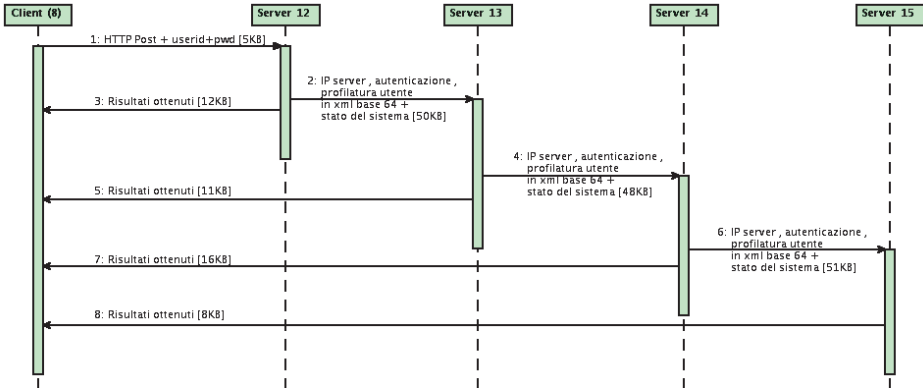 Client (8)
Server 12
Server 13
Server 14
Server 15
1: HTTP Post + userid+pwd [5KB]
2: IP server , autenticazione ,
profilatura utente
in xml base 64 +
stato del sistema [50KB]
3: Risultati ottenuti [12KB]
4: IP server , autenticazione ,
profilatura utente
in xml base 64 +
stato del sistema [48KB]
5: Risultati ottenuti [11KB]
6: IP server , autenticazione ,
profilatura utente
in xml base 64 +
stato del sistema [51KB]
7: Risultati ottenuti [16KB]
8: Risultati ottenuti [8KB]